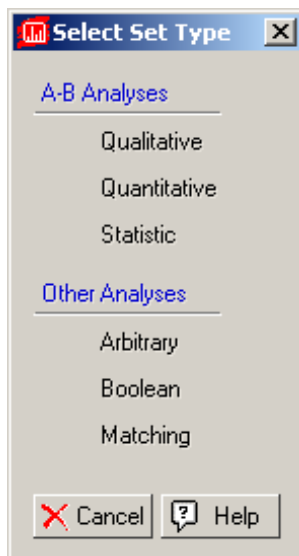 Select Set Type
A-B Analyses
Qualitative
Quantitative
Statistic
Other Analyses
Arbitrary
Boolean
Matching
Cancel Help